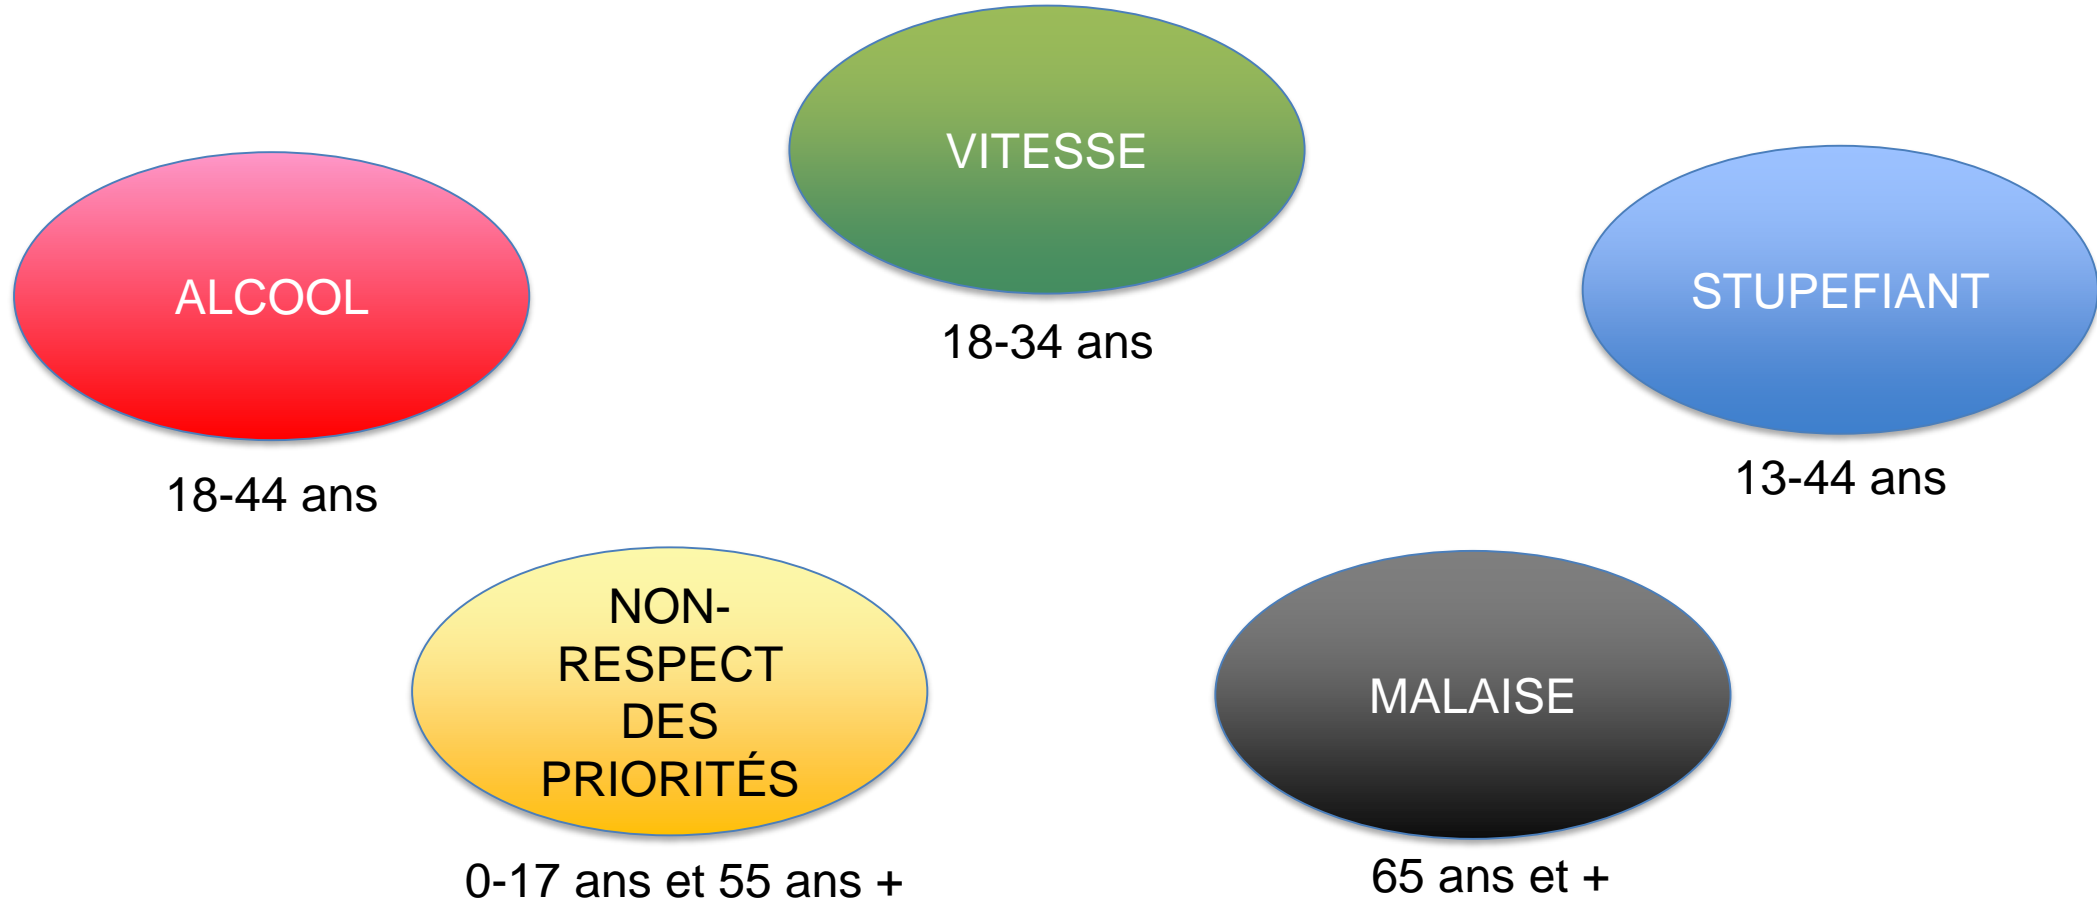 VITESSE
18-34 ans
ALCOOL
18-44 ans
STUPEFIANT
13-44 ans
NON-
RESPECT
DES
PRIORITÉS
0-17 ans et 55 ans +
MALAISE
65 ans et +